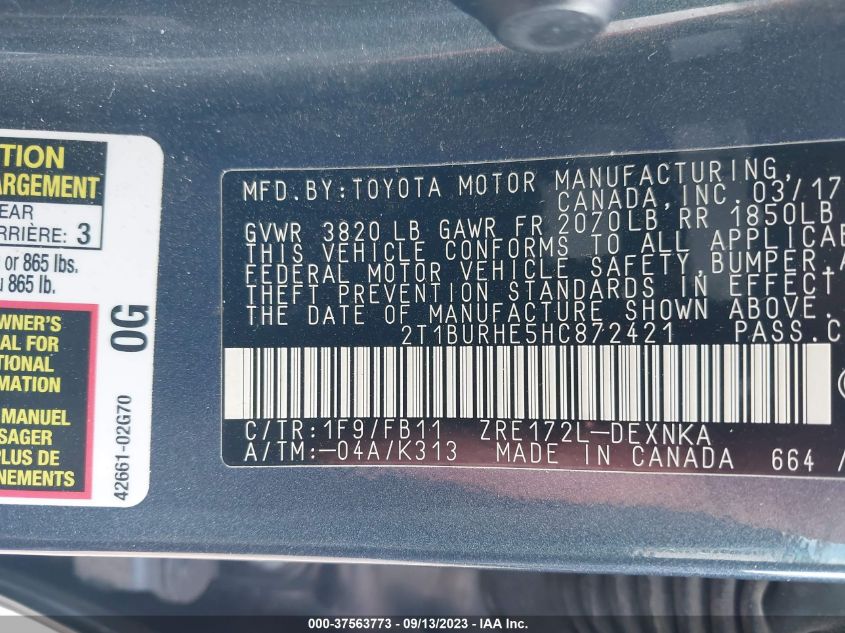 TION
ARGEMENT
EAR
RRIÈRE: 3
or 865 lbs.
865 lb.
WNER'S
AL FOR
TIONAL
RMATION
MANUEL
SAGER
PLUS DE
NEMENTS
0G
42661-02G70
MFD.BY:TOYOTA MOTOR MANUFACTURING,
CANADA,INC.03/17
GVWR 3820 LB GAWR FR 2070LB RR 1850LB
THIS VEHICLE CONFORMS TO ALL APPLICAB
FEDERAL MOTOR VEHICLE SAFETY,BUMPER,A
THEFT PREVENTION STANDARDS IN EFFECT
THE DATE OF MANUFACTURE SHOWN ABOVE.
2T1BURHE5HC872421 PASS.C
C/TR:1F9/FB11 ZRE172L-DEXNKA
A/TM:-04A/K313 MADE IN CANADA 664 /
000-37563773 - 09/13/2023 - IAA Inc.